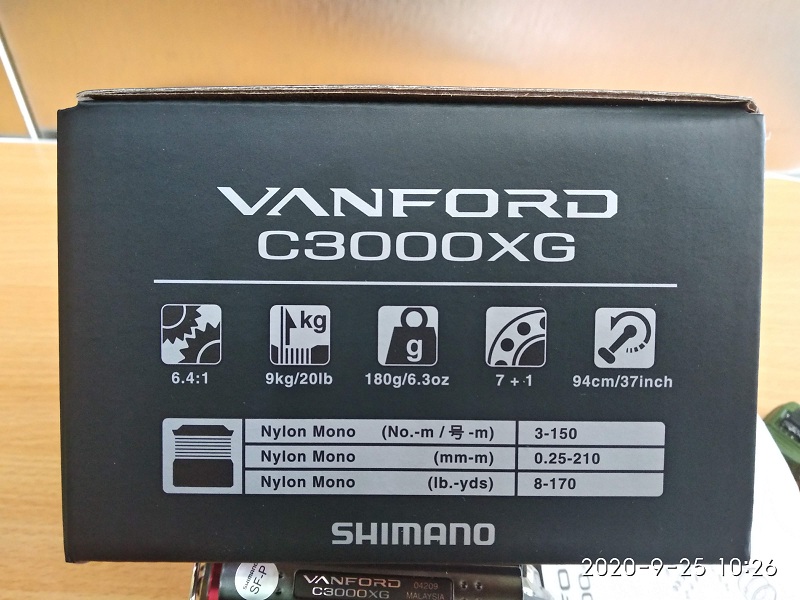 VANFORD
C3000XG
kg
g
6.4:1 9kg/20lb 180g/6.3oz 7 + 1 94cm/37inch
Nylon Mono (No.-m / 号 -m) 3-150
Nylon Mono (mm-m) 0.25-210
Nylon Mono (lb.-yds) 8-170
SHIMANO
2020-9-25 10:26
SHIMANO
SF-P
VANFORD 04209
C3000XG MALAYSIA